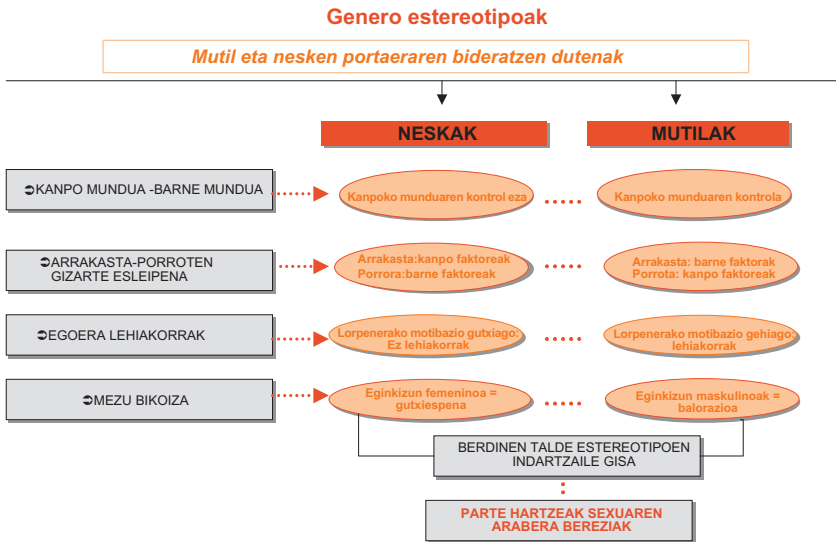 Genero estereotipoak
Mutil eta nesken portaeraren bideratzen dutenak
NESKAK
MUTILAK
➲KANPO MUNDUA -BARNE MUNDUA
Kanpoko munduaren kontrol eza
Kanpoko munduaren kontrola
➲ARRAKASTA-PORROTEN
GIZARTE ESLEIPENA
Arrakasta:kanpo faktoreak
Porrora:barne faktoreak
Arrakasta: barne faktorak
Porrota: kanpo faktoreak
➲EGOERA LEHIAKORRAK
Lorpenerako motibazio gutxiago:
Ez lehiakorrak
Lorpenerako motibazio gehiago:
lehiakorrak
➲MEZU BIKOIZA
Eginkizun femeninoa =
gutxiespena
Eginkizun maskulinoak =
balorazioa
BERDINEN TALDE ESTEREOTIPOEN
INDARTZAILE GISA
PARTE HARTZEAK SEXUAREN
ARABERA BEREZIAK